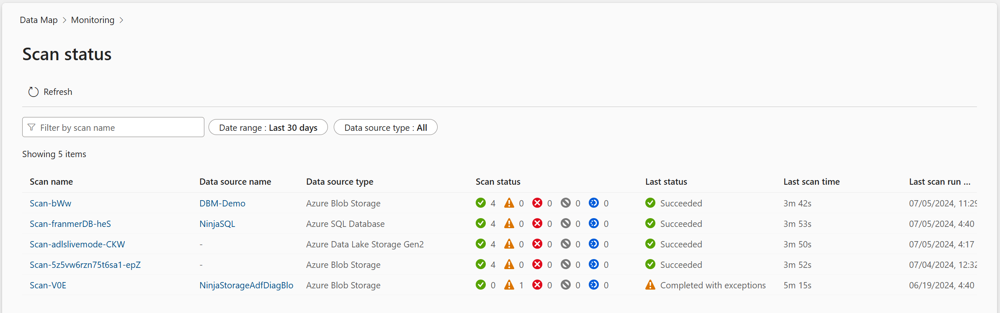 Data Map > Monitoring >
Scan status
Refresh
Filter by scan name Date range : Last 30 days Data source type : All
Showing 5 items
Scan name Data source name Data source type Scan status Last status Last scan time Last scan run ...
Scan-bWw DBM-Demo Azure Blob Storage 4 0 0 0 0 Succeeded 3m 42s 07/05/2024, 11:29
Scan-franmerDB-heS NinjaSQL Azure SQL Database 4 0 0 0 0 Succeeded 3m 53s 07/05/2024, 4:40
Scan-adlslivemode-CKW - Azure Data Lake Storage Gen2 4 0 0 0 0 Succeeded 3m 50s 07/05/2024, 4:17
Scan-5z5vw6rzn75t6sa1-epZ - Azure Blob Storage 4 0 0 0 0 Succeeded 3m 52s 07/04/2024, 12:32
Scan-V0E NinjaStorageAdfDiagBlo Azure Blob Storage 0 1 0 0 0 Completed with exceptions 5m 15s 06/19/2024, 4:40